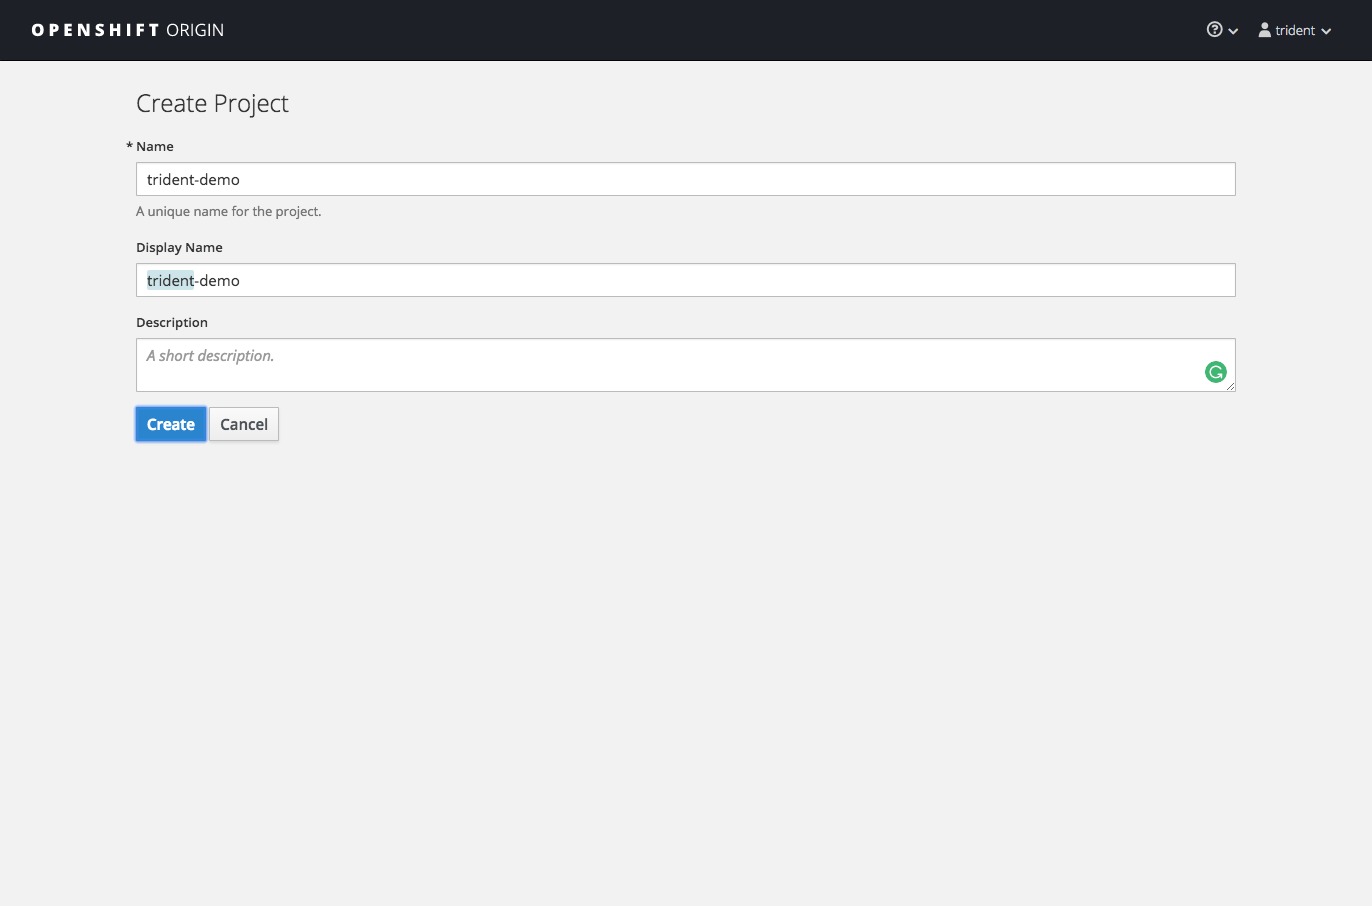 OPENSHIFT ORIGIN
trident
Create Project
* Name
trident-demo
A unique name for the project.
Display Name
trident-demo
Description
A short description.
Create Cancel